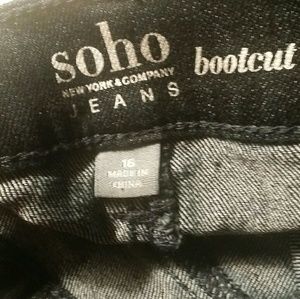 soho
bootcut
NEW YORK & COMPANY
JEANS
16
MADE IN
CHINA